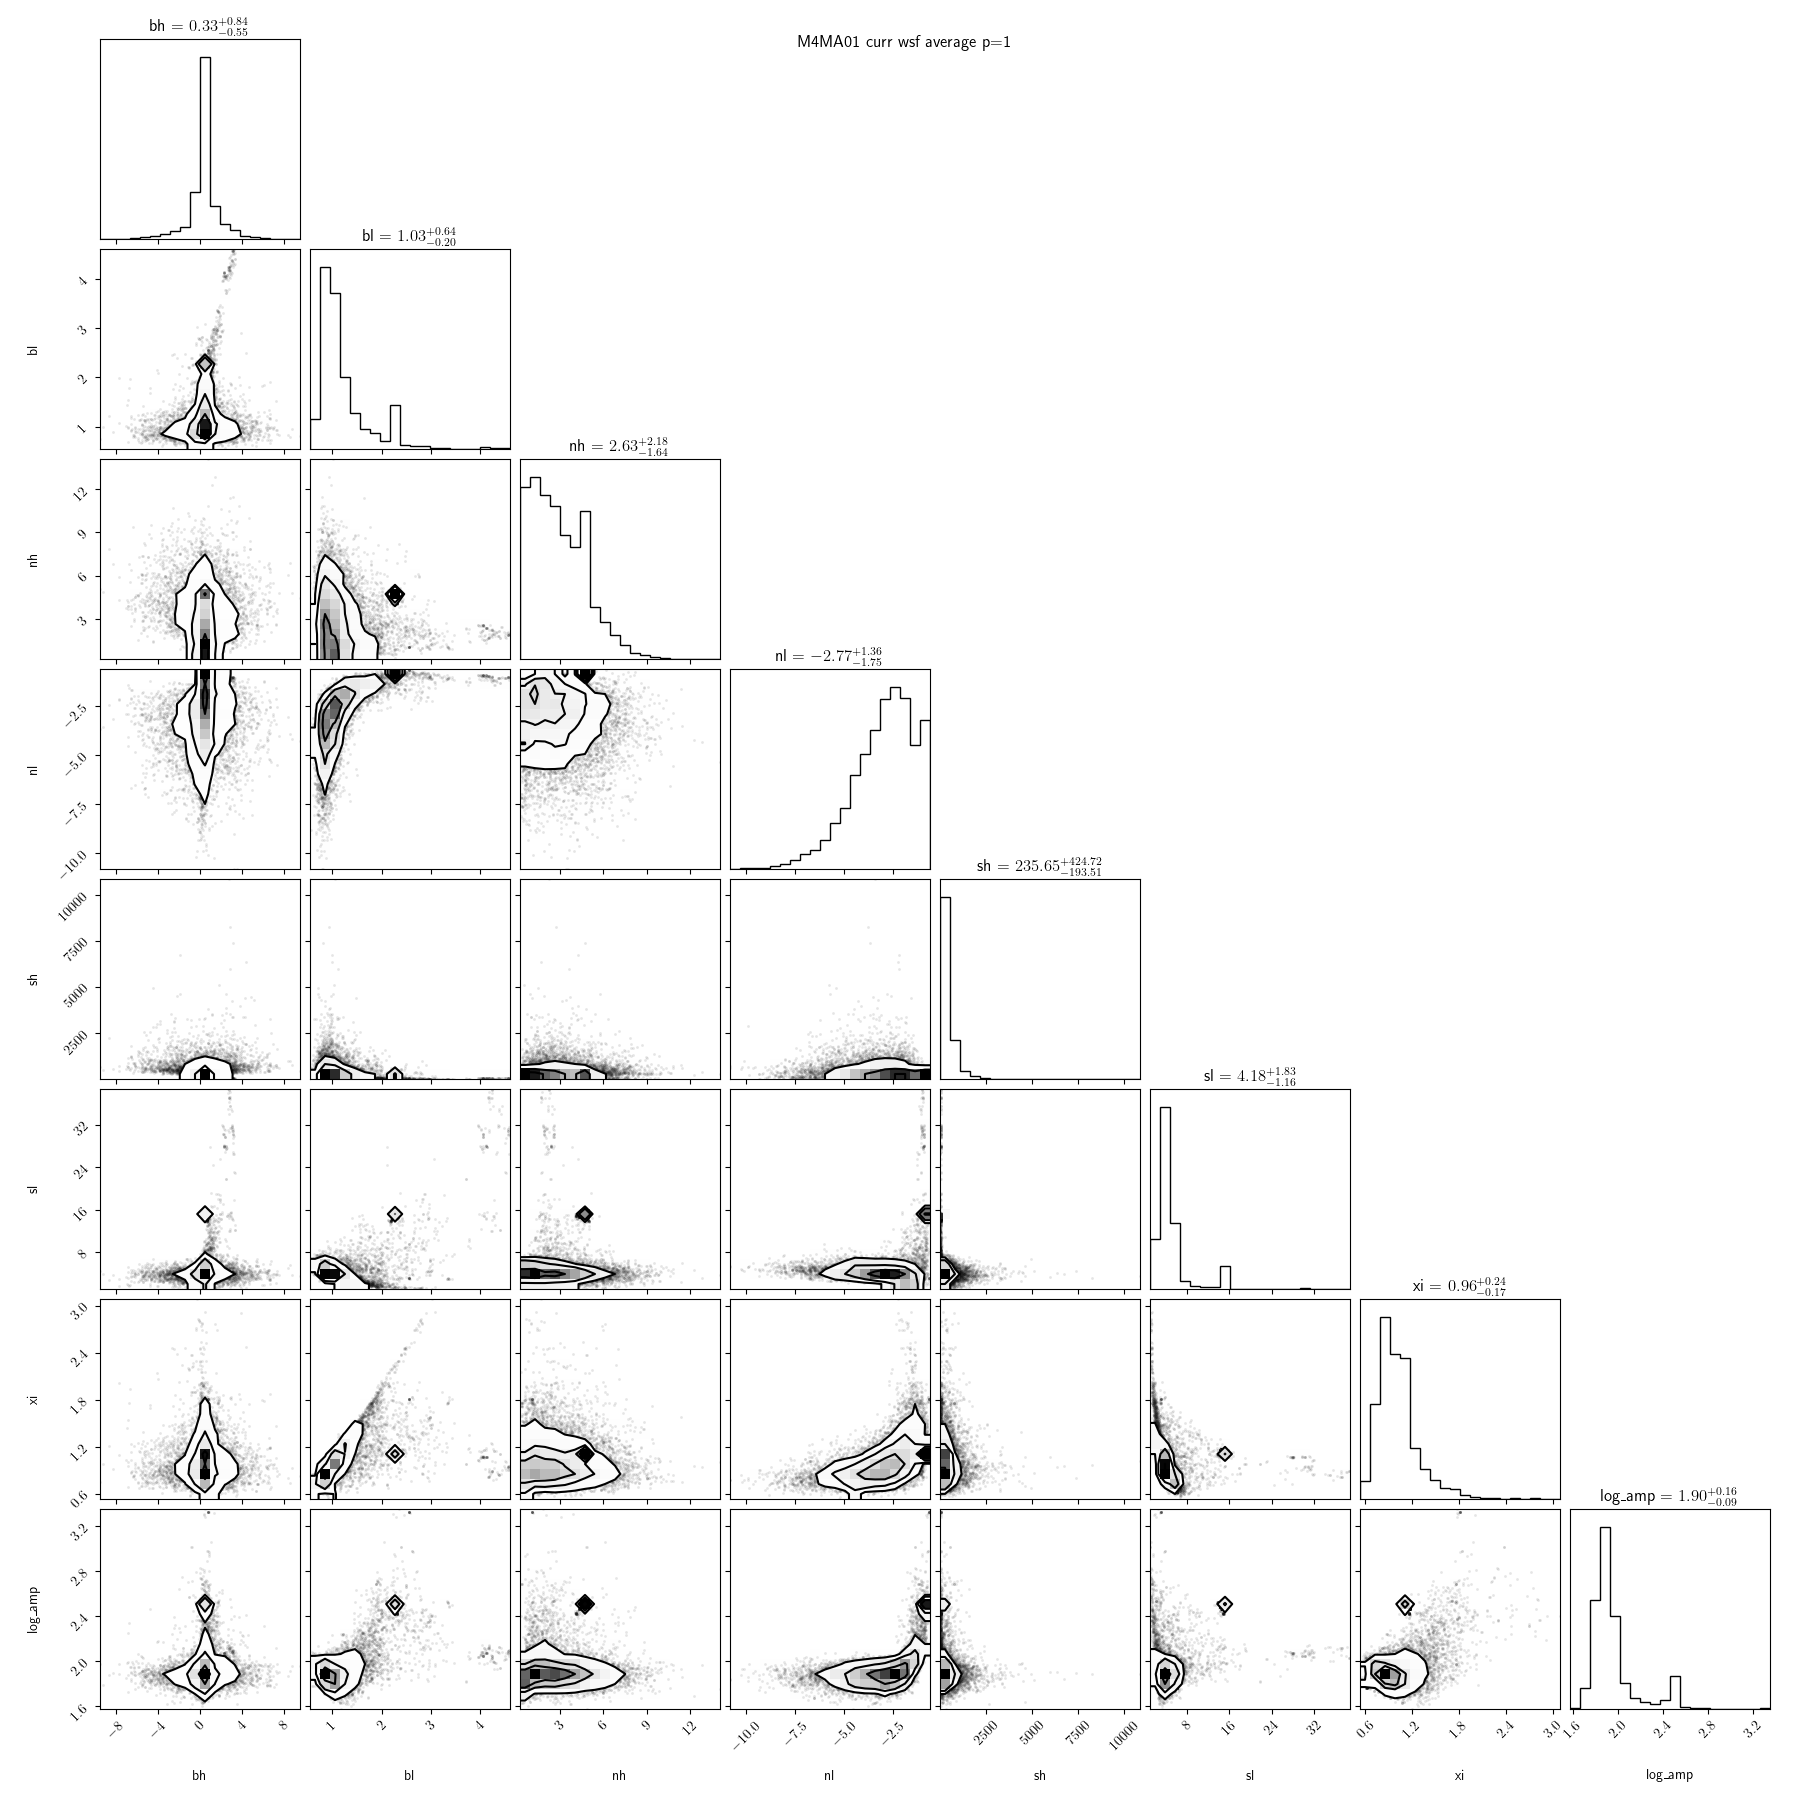 M4MA01 curr wsf average p=1
bh = 0.33+0.84 −0.55
bl = 1.03+0.64 −0.20
bl
4
3
2
1
nh = 2.63+2.18 −1.64
nh
12
9
6
3
nl = −2.77+1.36 −1.75
nl
−2.5
−5.0
−7.5
−10.0
sh = 235.65+424.72 −193.51
sh
10000
7500
5000
2500
sl = 4.18+1.83 −1.16
sl
32
24
16
8
xi = 0.96+0.24 −0.17
xi
3.0
2.4
1.8
1.2
0.6
log_amp = 1.90+0.16 −0.09
log_amp
3.2
2.8
2.4
2.0
1.6
−8 −4 0 4 8
1 2 3 4
3 6 9 12
−10.0 −7.5 −5.0 −2.5
2500 5000 7500 10000
8 16 24 32
0.6 1.2 1.8 2.4 3.0
1.6 2.0 2.4 2.8 3.2
bh bl nh nl sh sl xi log_amp